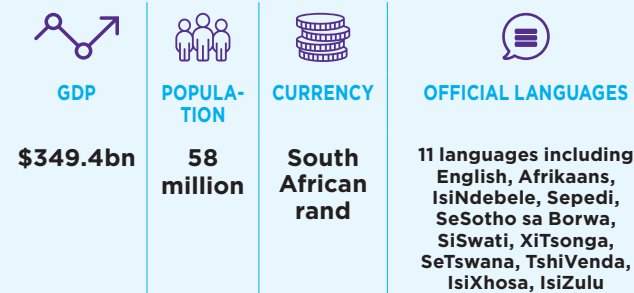 GDP
$349.4bn
POPULA-
TION
58
million
CURRENCY
South
African
rand
OFFICIAL LANGUAGES
11 languages including
English, Afrikaans,
IsiNdebele, Sepedi,
SeSotho sa Borwa,
SiSwati, XiTsonga,
SeTswana, TshiVenda,
IsiXhosa, IsiZulu